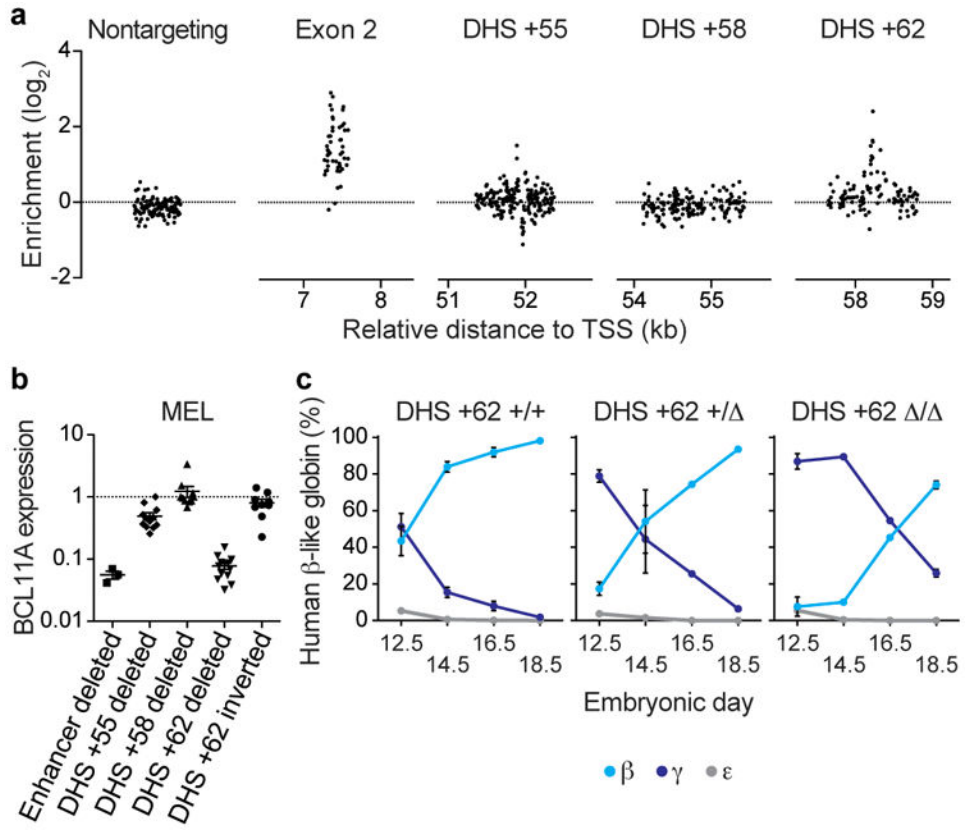 a
Nontargeting Exon 2 DHS +55 DHS +58 DHS +62
Enrichment (log2)
4
2
0
-2
7 8 51 52 54 55 58 59
Relative distance to TSS (kb)
b
MEL
BCL11A expression
10
1
0.1
0.01
Enhancer deleted
DHS +55 deleted
DHS +58 deleted
DHS +62 deleted
DHS +62 inverted
c
DHS +62 +/+ DHS +62 +/Δ DHS +62 Δ/Δ
Human β-like globin (%)
100
80
60
40
20
0
12.5 16.5 12.5 16.5 12.5 16.5
14.5 18.5 14.5 18.5 14.5 18.5
Embryonic day
β γ ε